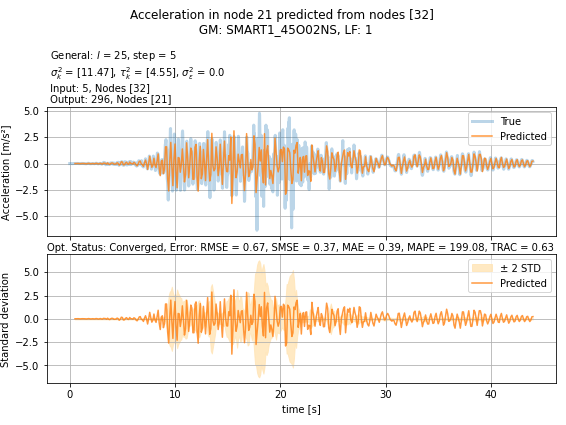 Acceleration in node 21 predicted from nodes [32]
GM: SMART1_45O02NS, LF: 1
General: l = 25, step = 5
σ²ₖ = [11.47], τ²ₖ = [4.55], σ²ε = 0.0
Input: 5, Nodes [32]
Output: 296, Nodes [21]
Acceleration [m/s²]
5.0
2.5
0.0
−2.5
−5.0
True
Predicted
Opt. Status: Converged, Error: RMSE = 0.67, SMSE = 0.37, MAE = 0.39, MAPE = 199.08, TRAC = 0.63
Standard deviation
5.0
2.5
0.0
−2.5
−5.0
± 2 STD
Predicted
0 10 20 30 40
time [s]